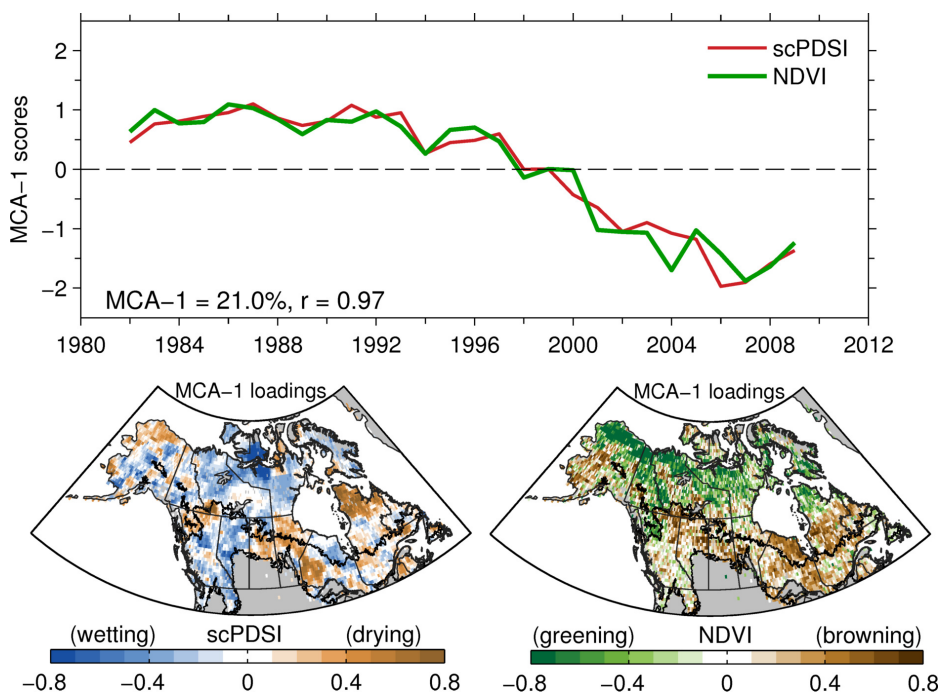 MCA−1 scores
2
1
0
−1
−2
scPDSI
NDVI
MCA−1 = 21.0%, r = 0.97
1980 1984 1988 1992 1996 2000 2004 2008 2012
MCA−1 loadings MCA−1 loadings
(wetting) scPDSI (drying) (greening) NDVI (browning)
−0.8 −0.4 0 0.4 0.8 −0.8 −0.4 0 0.4 0.8